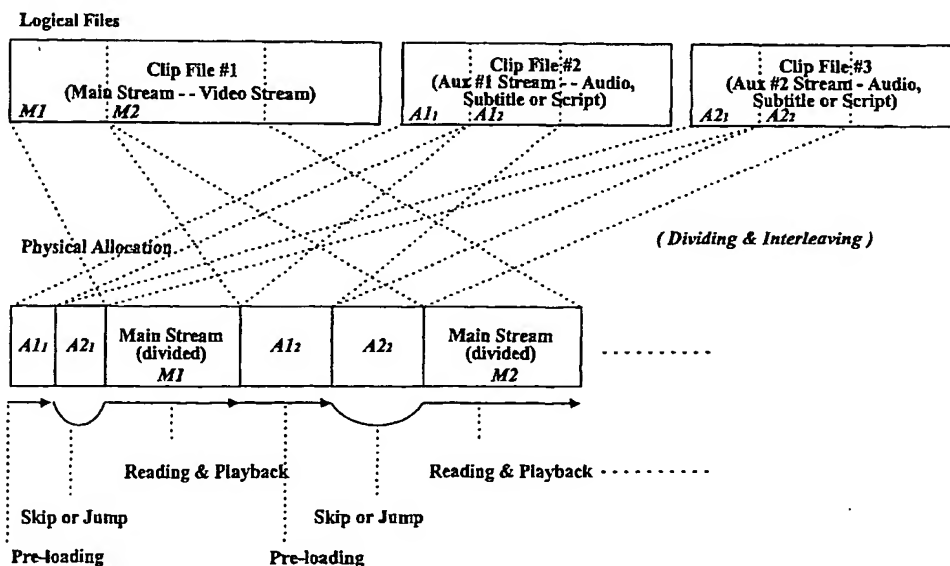 Logical Files
Clip File #1
(Main Stream - - Video Stream)
M1 M2
Clip File #2
(Aux #1 Stream - - Audio,
Subtitle or Script)
A1₁ A1₂
Clip File #3
(Aux #2 Stream - Audio,
Subtitle or Script)
A2₁ A2₂
Physical Allocation
( Dividing & Interleaving )
A1₁
A2₁
Main Stream
(divided)
M1
A1₂
A2₂
Main Stream
(divided)
M2
Reading & Playback
Reading & Playback
Skip or Jump
Skip or Jump
Pre-loading
Pre-loading